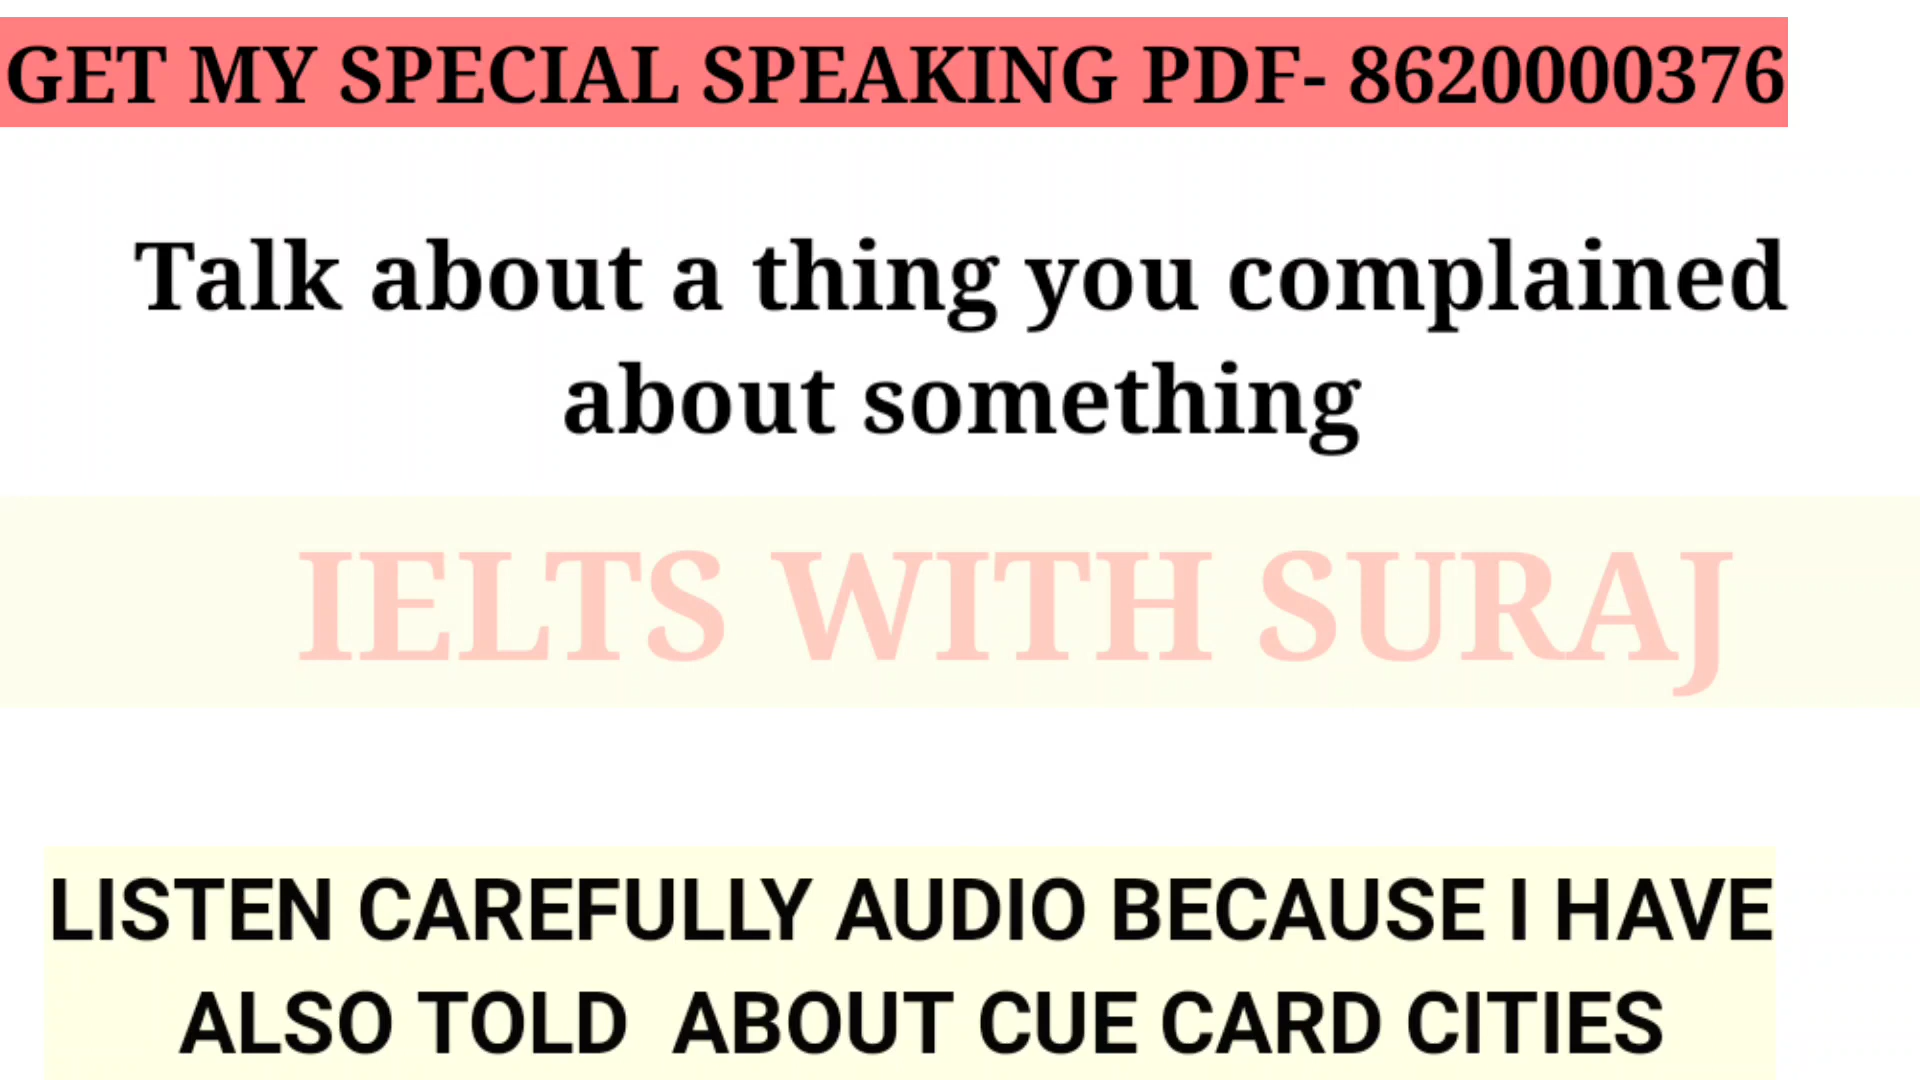 GET MY SPECIAL SPEAKING PDF- 8620000376
Talk about a thing you complained
about something
IELTS WITH SURAJ
LISTEN CAREFULLY AUDIO BECAUSE I HAVE
ALSO TOLD  ABOUT CUE CARD CITIES